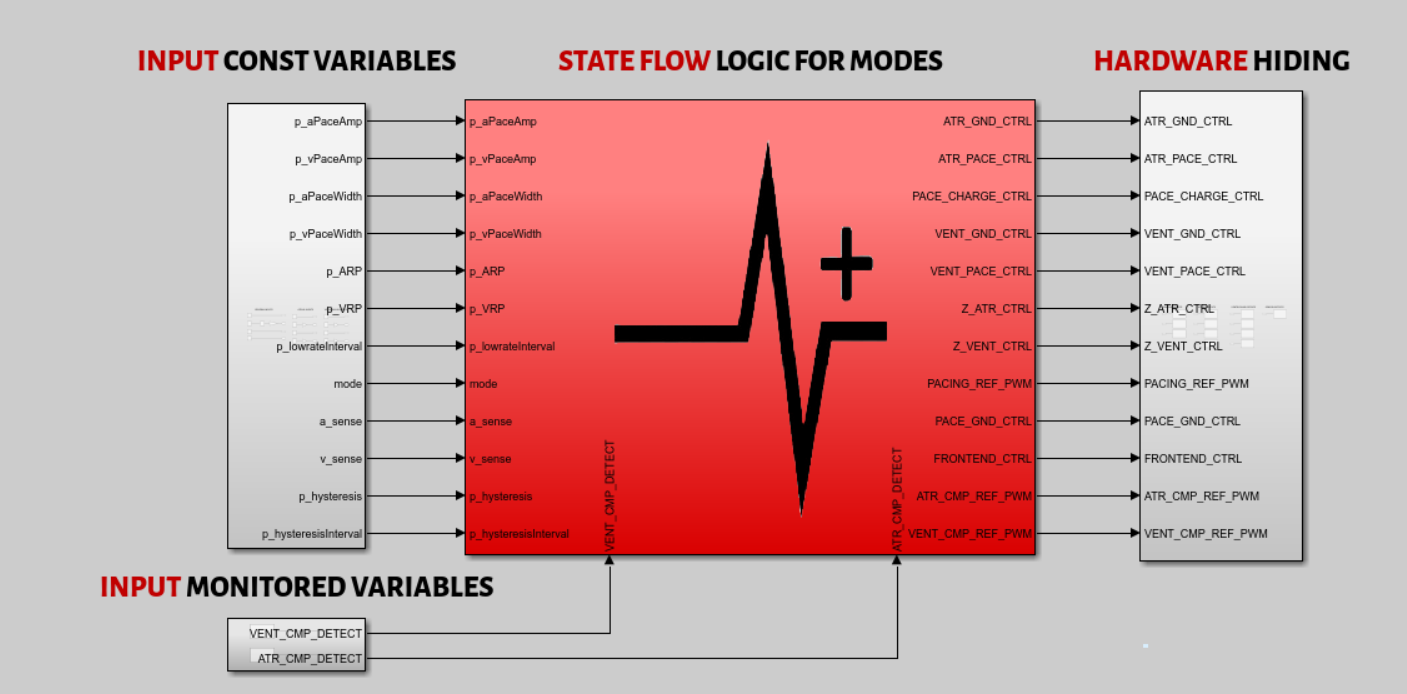 INPUT CONST VARIABLES
STATE FLOW LOGIC FOR MODES
HARDWARE HIDING
p_aPaceAmp
p_vPaceAmp
p_aPaceWidth
p_vPaceWidth
p_ARP
p_VRP
p_lowrateInterval
mode
a_sense
v_sense
p_hysteresis
p_hysteresisInterval
p_aPaceAmp
p_vPaceAmp
p_aPaceWidth
p_vPaceWidth
p_ARP
p_VRP
p_lowrateInterval
mode
a_sense
v_sense
p_hysteresis
p_hysteresisInterval
VENT_CMP_DETECT
ATR_CMP_DETECT
ATR_GND_CTRL
ATR_PACE_CTRL
PACE_CHARGE_CTRL
VENT_GND_CTRL
VENT_PACE_CTRL
Z_ATR_CTRL
Z_VENT_CTRL
PACING_REF_PWM
PACE_GND_CTRL
FRONTEND_CTRL
ATR_CMP_REF_PWM
VENT_CMP_REF_PWM
ATR_GND_CTRL
ATR_PACE_CTRL
PACE_CHARGE_CTRL
VENT_GND_CTRL
VENT_PACE_CTRL
Z_ATR_CTRL
Z_VENT_CTRL
PACING_REF_PWM
PACE_GND_CTRL
FRONTEND_CTRL
ATR_CMP_REF_PWM
VENT_CMP_REF_PWM
INPUT MONITORED VARIABLES
VENT_CMP_DETECT
ATR_CMP_DETECT